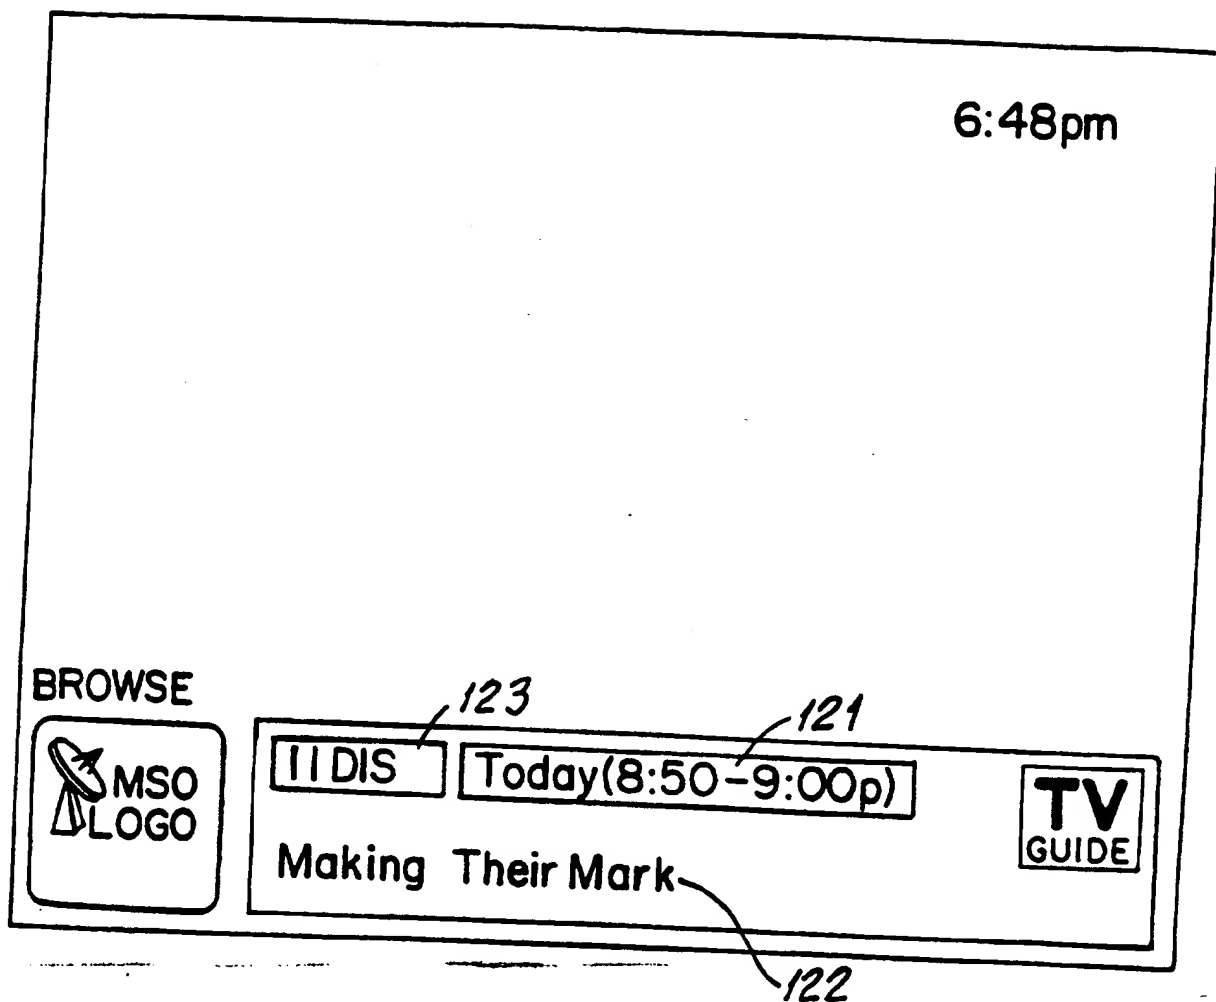 6:48pm
BROWSE
123
121
MSO
LOGO
11 DIS
Today(8:50-9:00p)
TV
GUIDE
Making Their Mark
122